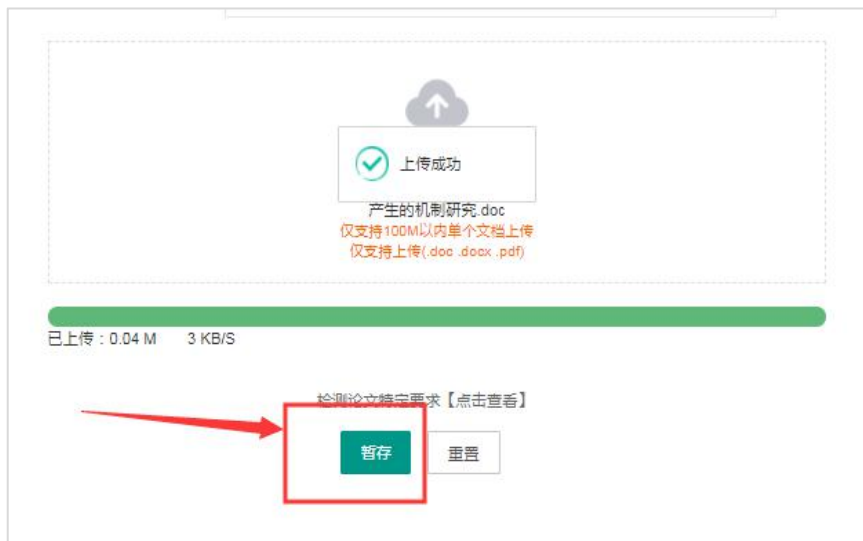 上传成功
产生的机制研究.doc
仅支持100M以内单个文档上传
仅支持上传(.doc .docx .pdf)
已上传：0.04 M 3 KB/S
检测论文特定要求【点击查看】
暂存 重置